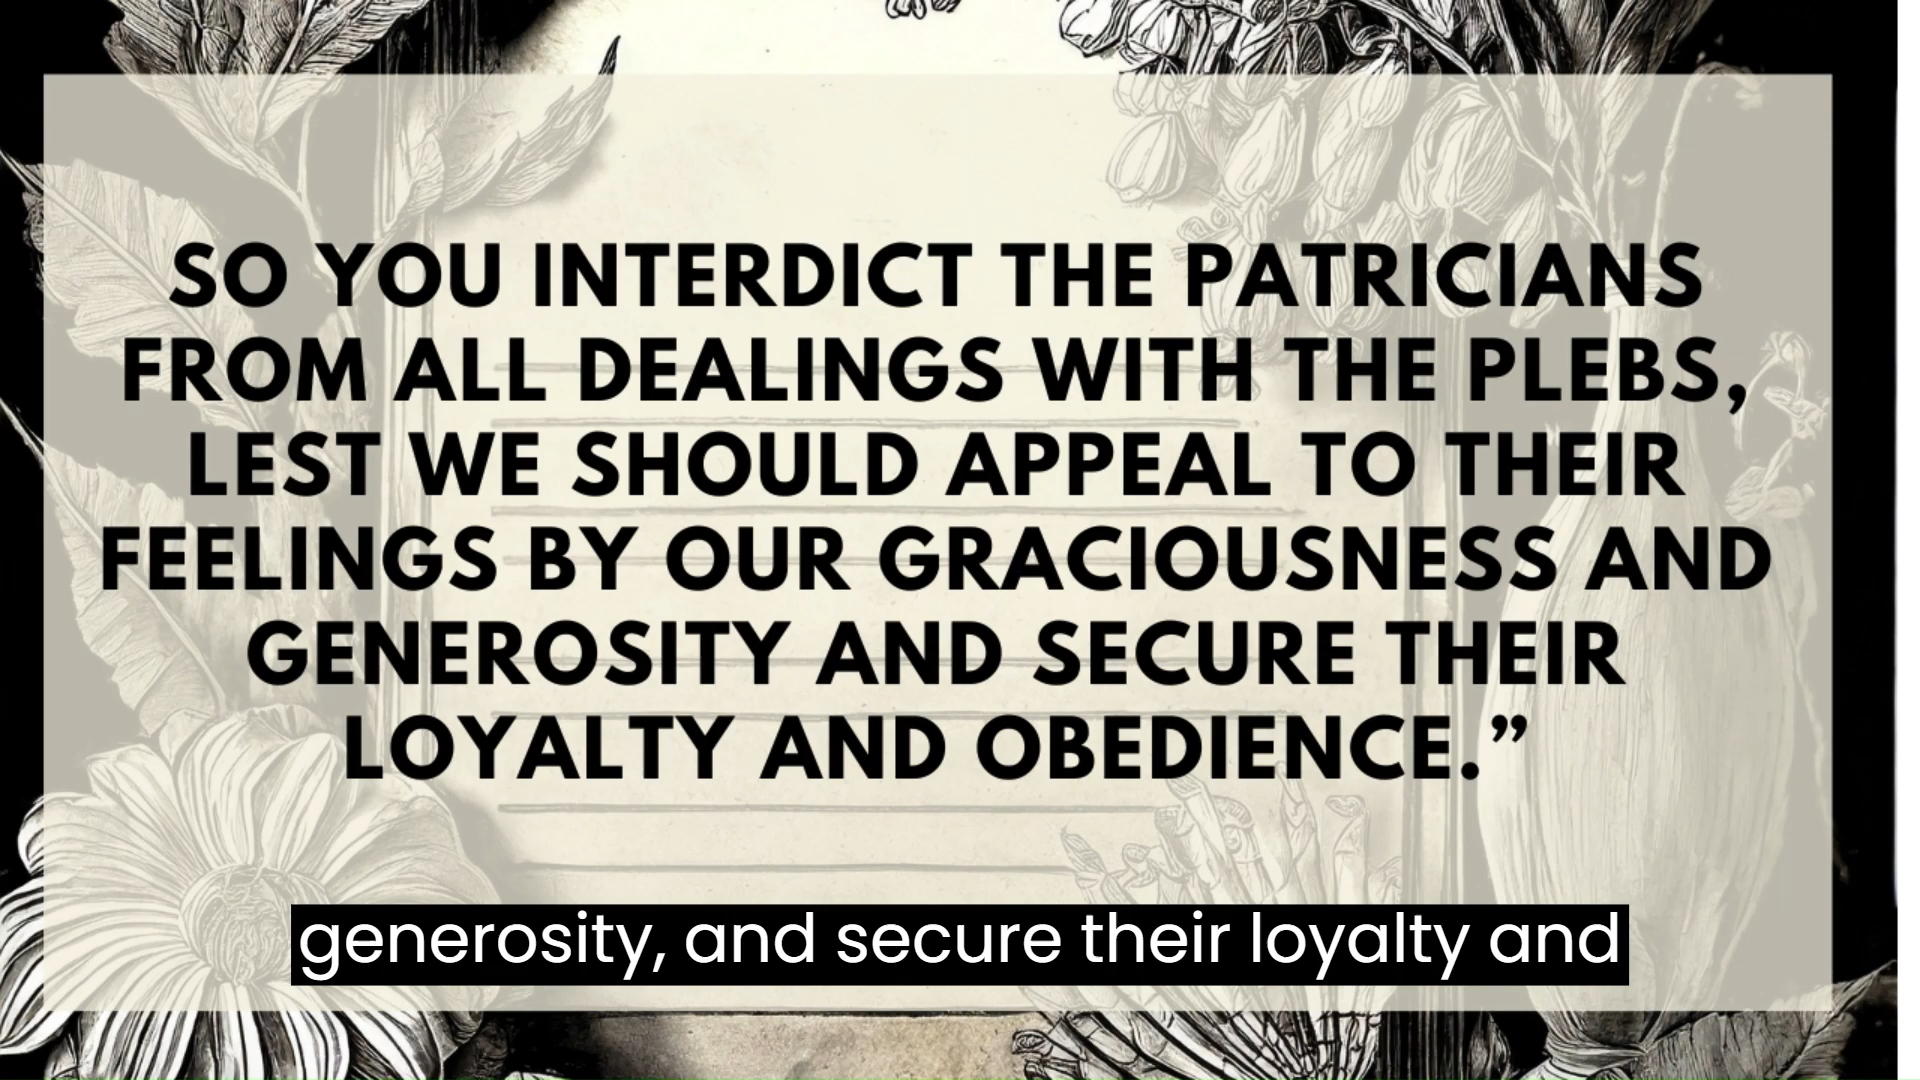 SO YOU INTERDICT THE PATRICIANS
FROM ALL DEALINGS WITH THE PLEBS,
LEST WE SHOULD APPEAL TO THEIR
FEELINGS BY OUR GRACIOUSNESS AND
GENEROSITY AND SECURE THEIR
LOYALTY AND OBEDIENCE.”
generosity, and secure their loyalty and